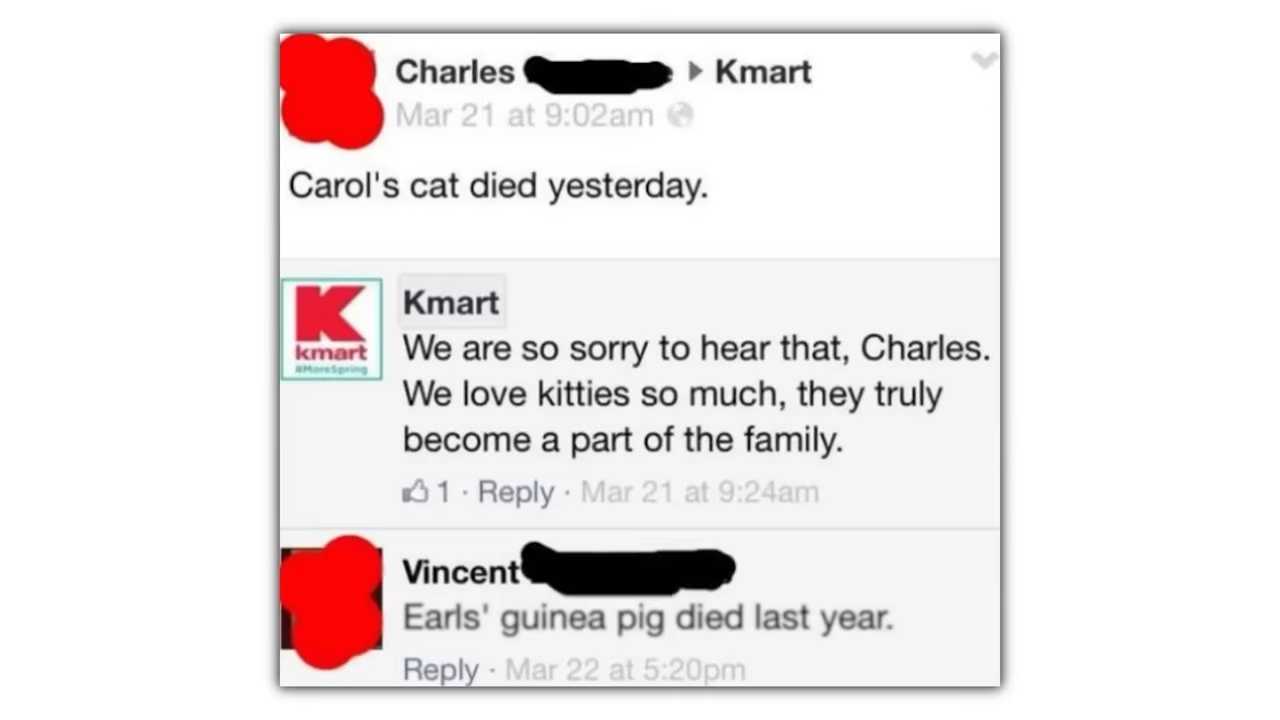 Charles ▸ Kmart
Mar 21 at 9:02am
Carol's cat died yesterday.
Kmart
kmart
#MoreSpring
We are so sorry to hear that, Charles.
We love kitties so much, they truly
become a part of the family.
1 · Reply · Mar 21 at 9:24am
Vincent
Earls' guinea pig died last year.
Reply · Mar 22 at 5:20pm